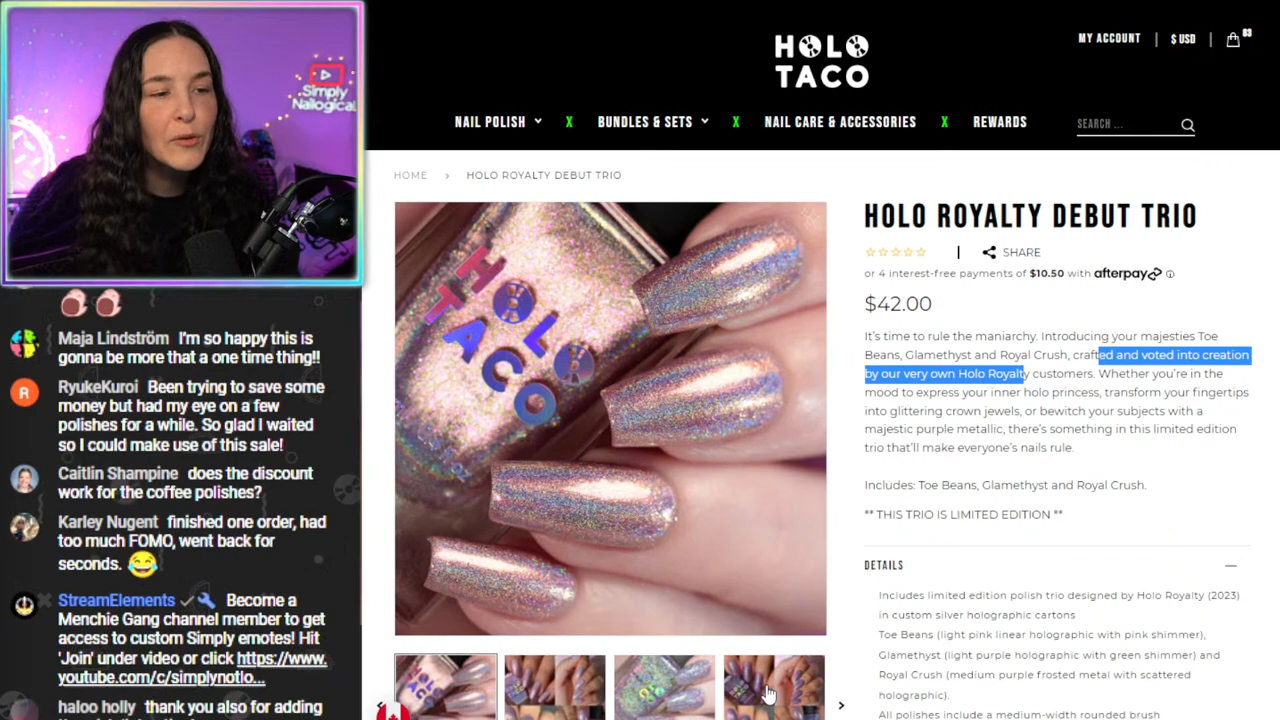 Simply
Nailogical
Maja Lindström I'm so happy this is
gonna be more that a one time thing!!
RyukeKuroi Been trying to save some
money but had my eye on a few
polishes for a while. So glad I waited
so I could make use of this sale!
Caitlin Shampine does the discount
work for the coffee polishes?
Karley Nugent finished one order, had
too much FOMO, went back for
seconds. 😂
StreamElements Become a
Menchie Gang channel member to get
access to custom Simply emotes! Hit
'Join' under video or click https://www.
youtube.com/c/simplynotlo...
haloo holly thank you also for adding
R
HOLO
TACO
MY ACCOUNT | $ USD | 83
NAIL POLISH X BUNDLES & SETS X NAIL CARE & ACCESSORIES X REWARDS
SEARCH ...
HOME > HOLO ROYALTY DEBUT TRIO
HOLO
TACO
HOLO
TACO
HOLO ROYALTY DEBUT TRIO
| SHARE
or 4 interest-free payments of $10.50 with afterpay
$42.00
It's time to rule the maniarchy. Introducing your majesties Toe
Beans, Glamethyst and Royal Crush, crafted and voted into creation
by our very own Holo Royalty customers. Whether you're in the
mood to express your inner holo princess, transform your fingertips
into glittering crown jewels, or bewitch your subjects with a
majestic purple metallic, there's something in this limited edition
trio that'll make everyone's nails rule.
Includes: Toe Beans, Glamethyst and Royal Crush.
** THIS TRIO IS LIMITED EDITION **
DETAILS
Includes limited edition polish trio designed by Holo Royalty (2023)
in custom silver holographic cartons
Toe Beans (light pink linear holographic with pink shimmer),
Glamethyst (light purple holographic with green shimmer) and
Royal Crush (medium purple frosted metal with scattered
holographic).
All polishes include a medium-width rounded brush